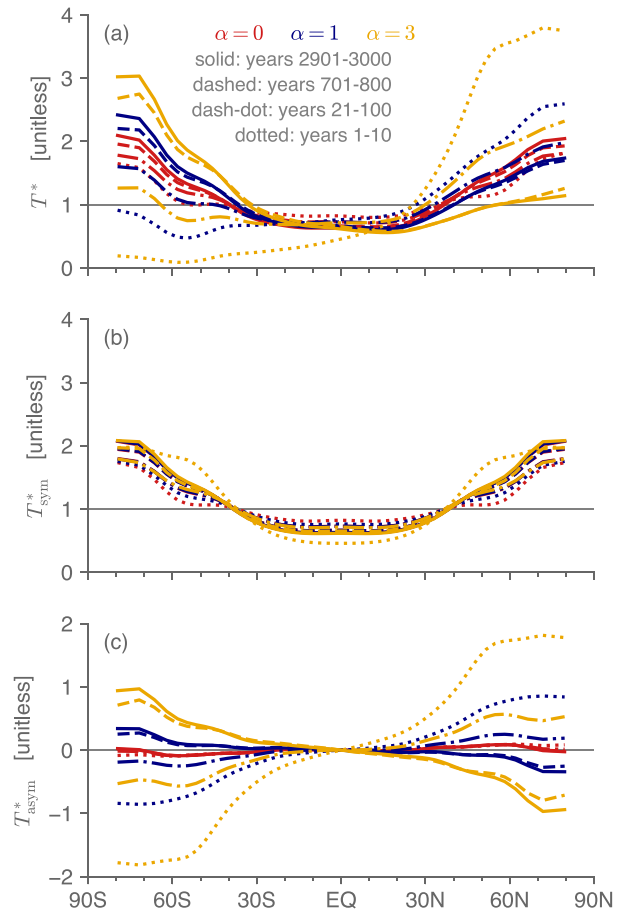 (a)
α = 0 α = 1 α = 3
solid: years 2901-3000
dashed: years 701-800
dash-dot: years 21-100
dotted: years 1-10
4
3
2
1
0
T* [unitless]
(b)
4
3
2
1
0
T*sym [unitless]
(c)
2
1
0
−1
−2
T*asym [unitless]
90S 60S 30S EQ 30N 60N 90N